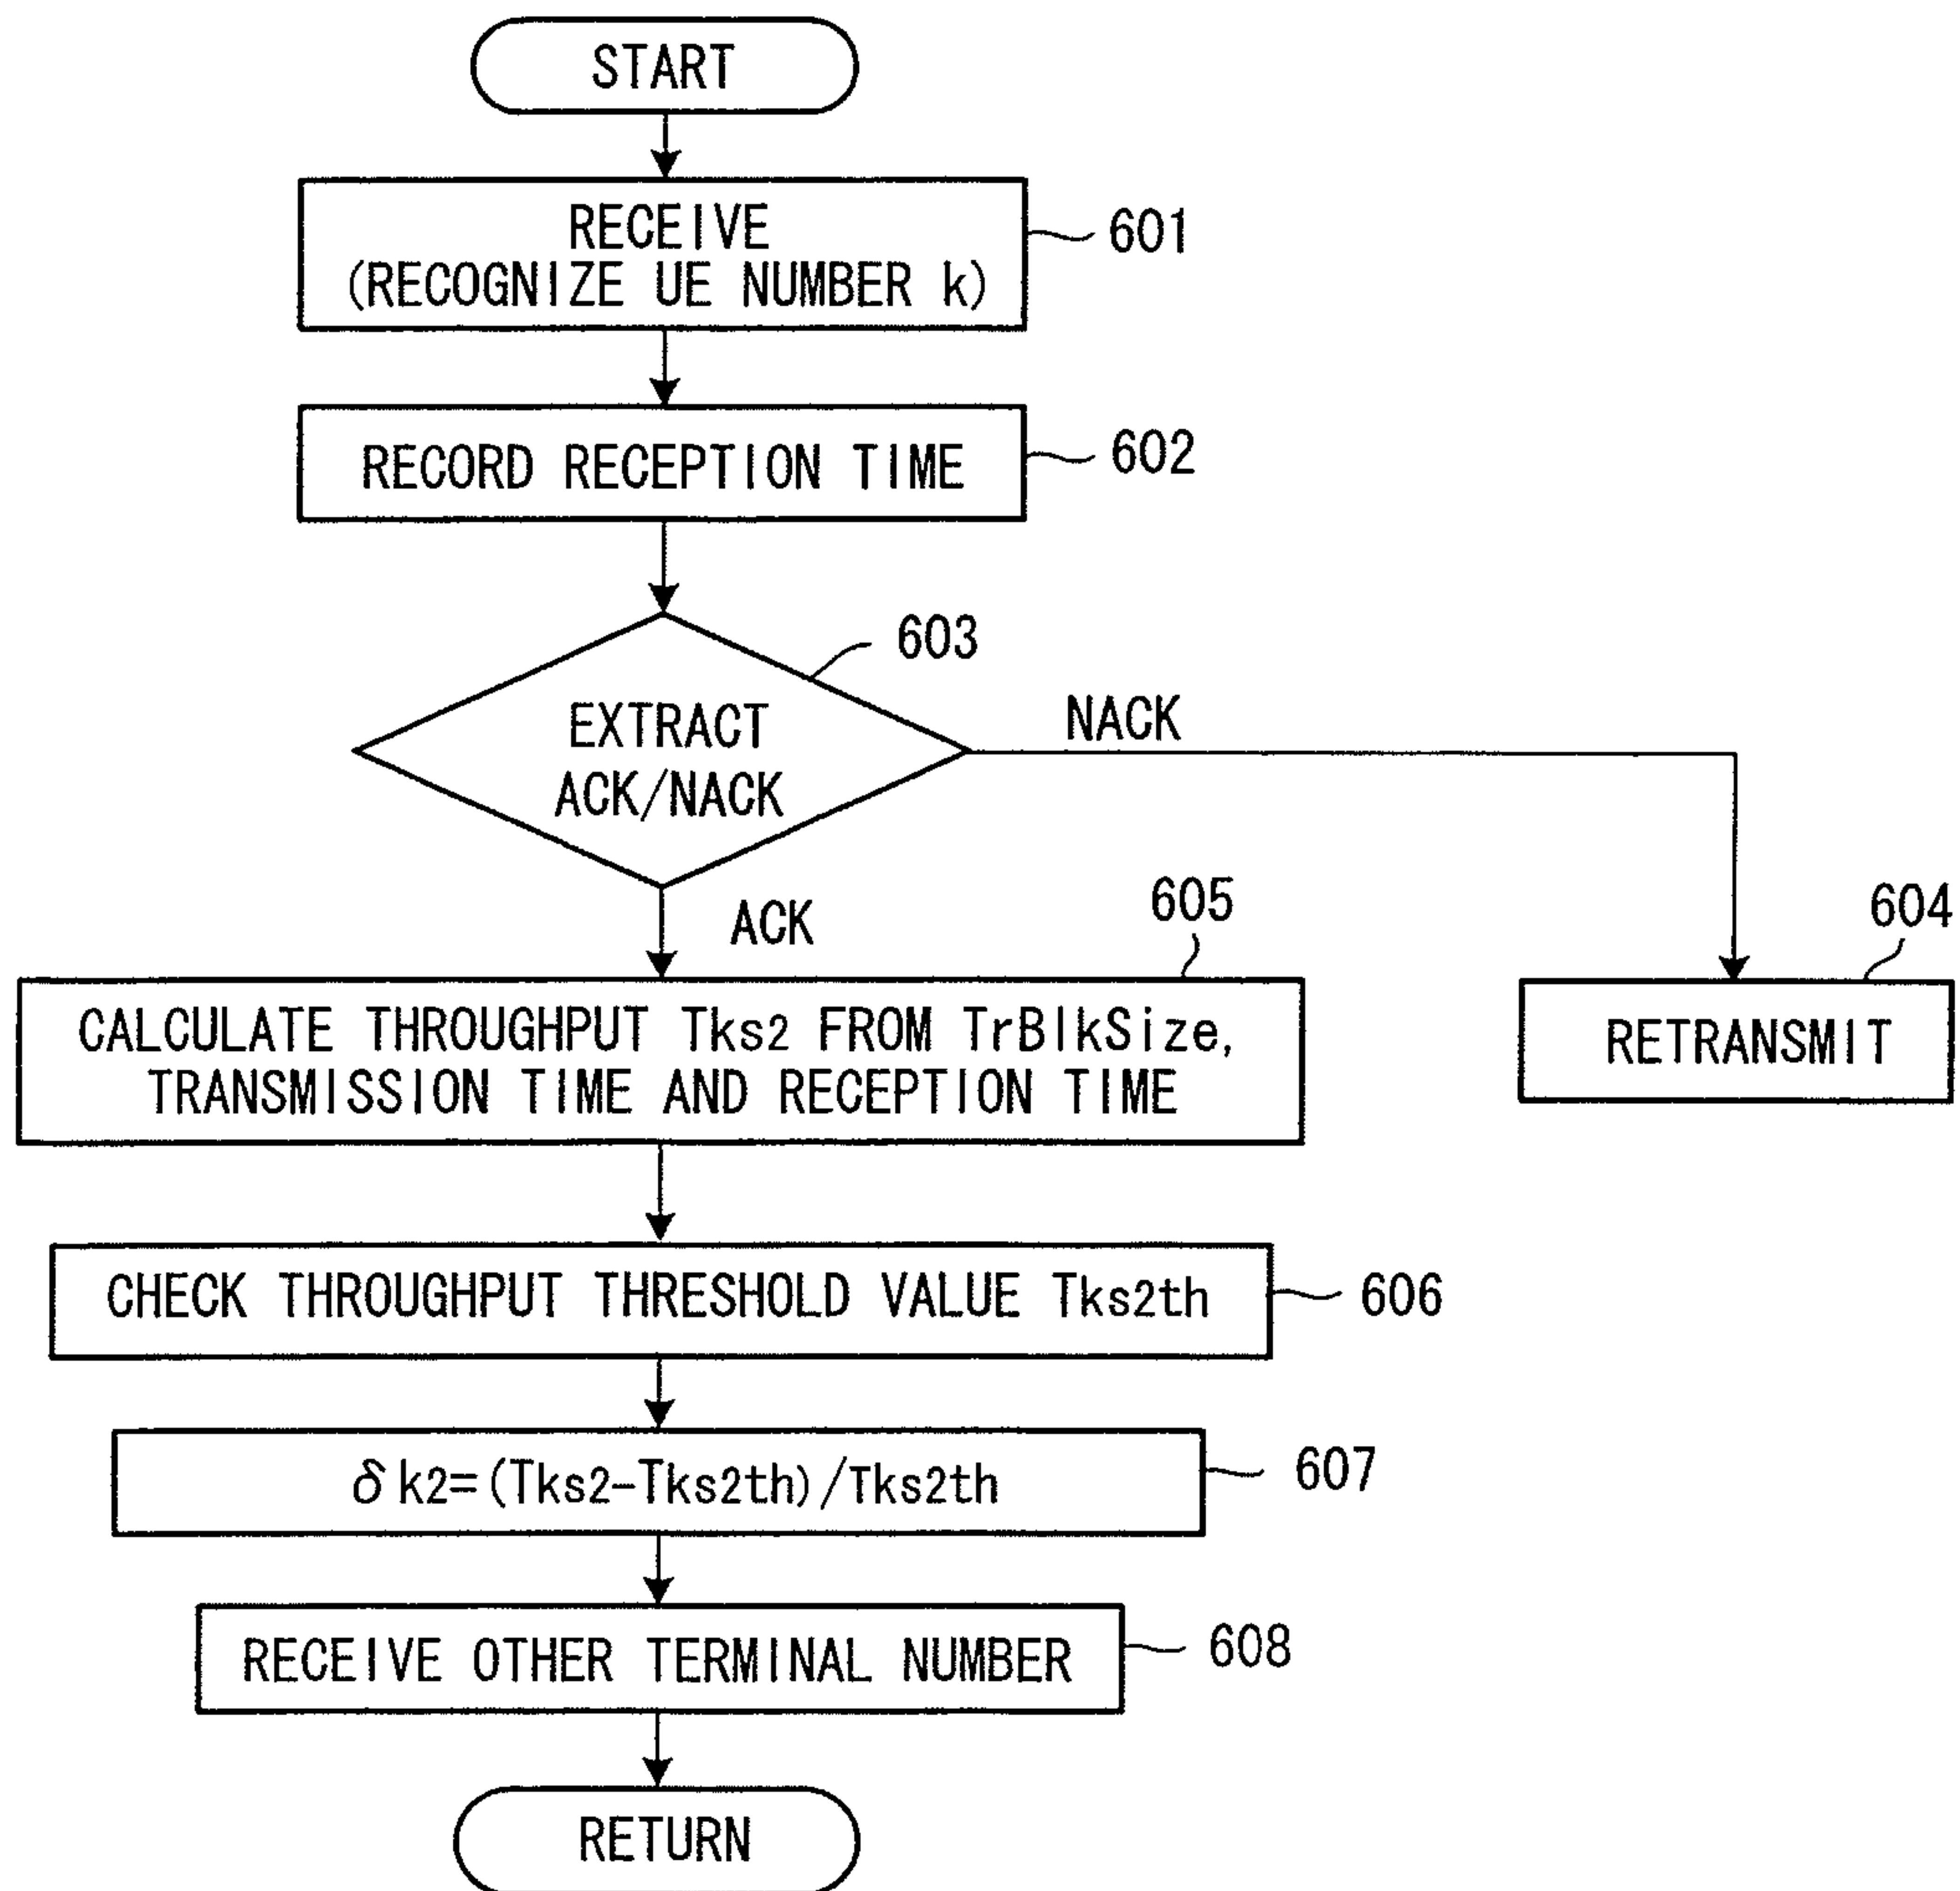 START
RECEIVE
(RECOGNIZE UE NUMBER k)
601
RECORD RECEPTION TIME
602
603
EXTRACT
ACK/NACK
NACK
ACK
605
604
CALCULATE THROUGHPUT Tks2 FROM TrBlkSize,
TRANSMISSION TIME AND RECEPTION TIME
RETRANSMIT
CHECK THROUGHPUT THRESHOLD VALUE Tks2th
606
δk2=(Tks2-Tks2th)/Tks2th
607
RECEIVE OTHER TERMINAL NUMBER
608
RETURN